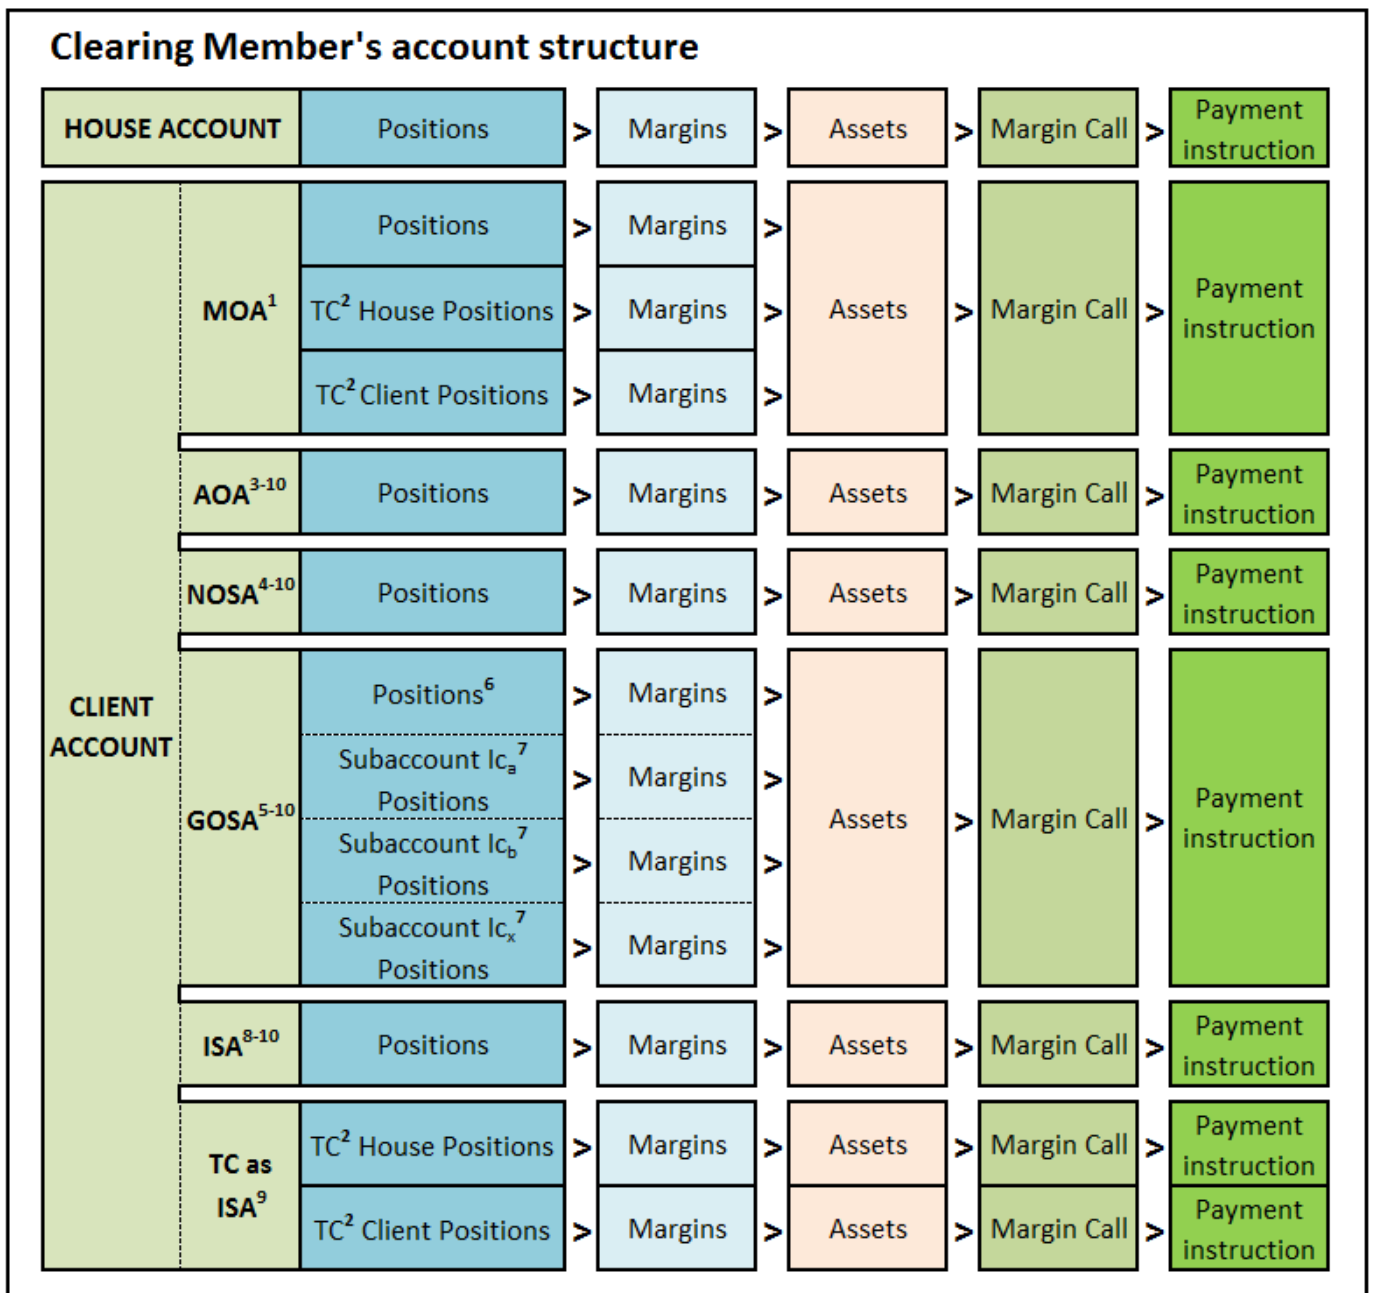 Clearing Member's account structure
HOUSE ACCOUNT Positions > Margins > Assets > Margin Call > Payment instruction
CLIENT ACCOUNT
MOA¹
Positions > Margins >
TC² House Positions > Margins > Assets > Margin Call > Payment instruction
TC² Client Positions > Margins >
AOA³⁻¹⁰ Positions > Margins > Assets > Margin Call > Payment instruction
NOSA⁴⁻¹⁰ Positions > Margins > Assets > Margin Call > Payment instruction
GOSA⁵⁻¹⁰
Positions⁶ > Margins >
Subaccount Icₐ⁷ Positions > Margins >
Assets > Margin Call > Payment instruction
Subaccount Ic_b⁷ Positions > Margins >
Subaccount Icₓ⁷ Positions > Margins >
ISA⁸⁻¹⁰ Positions > Margins > Assets > Margin Call > Payment instruction
TC as ISA⁹
TC² House Positions > Margins > Assets > Margin Call > Payment instruction
TC² Client Positions > Margins > Assets > Margin Call > Payment instruction